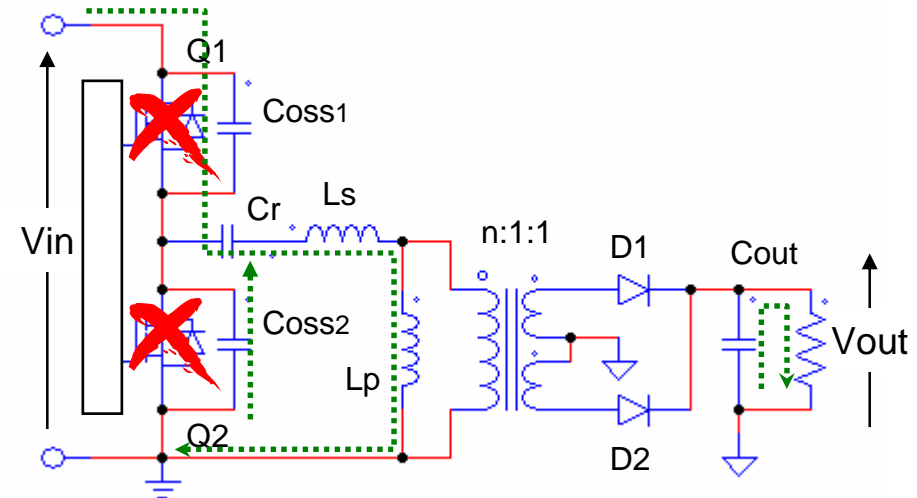 Q1
Coss1
Cr
Ls
Vin
n:1:1
D1
Cout
Coss2
Lp
Vout
Q2
D2